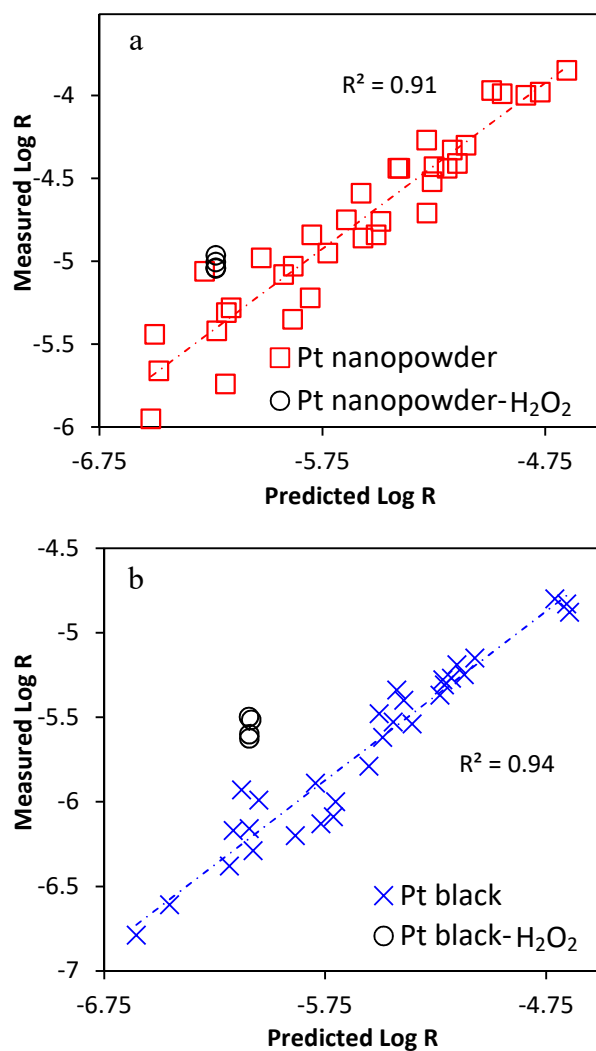 a
R² = 0.91
Measured Log R
-4
-4.5
-5
-5.5
-6
Pt nanopowder
Pt nanopowder-H₂O₂
-6.75 -5.75 -4.75
Predicted Log R
b
-4.5
-5
-5.5
-6
-6.5
-7
Measured Log R
R² = 0.94
Pt black
Pt black-H₂O₂
-6.75 -5.75 -4.75
Predicted Log R